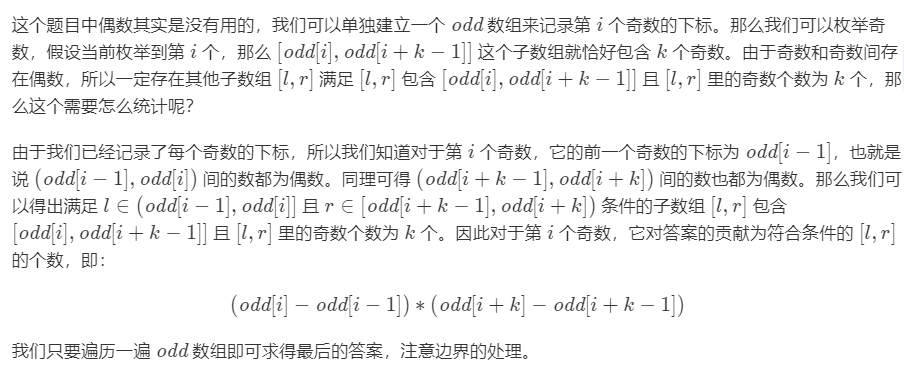 这个题目中偶数其实是没有用的，我们可以单独建立一个 odd 数组来记录第 i 个奇数的下标。那么我们可以枚举奇
数，假设当前枚举到第 i 个，那么 [odd[i], odd[i + k − 1]] 这个子数组就恰好包含 k 个奇数。由于奇数和奇数间存
在偶数，所以一定存在其他子数组 [l, r] 满足 [l, r] 包含 [odd[i], odd[i + k − 1]] 且 [l, r] 里的奇数个数为 k 个，那
么这个需要怎么统计呢？
由于我们已经记录了每个奇数的下标，所以我们知道对于第 i 个奇数，它的前一个奇数的下标为 odd[i − 1]，也就是
说 (odd[i − 1], odd[i]) 间的数都为偶数。同理可得 (odd[i + k − 1], odd[i + k]) 间的数也都为偶数。那么我们可
以得出满足 l ∈ (odd[i − 1], odd[i]] 且 r ∈ [odd[i + k − 1], odd[i + k]) 条件的子数组 [l, r] 包含
[odd[i], odd[i + k − 1]] 且 [l, r] 里的奇数个数为 k 个。因此对于第 i 个奇数，它对答案的贡献为符合条件的 [l, r]
的个数，即：
(odd[i] − odd[i − 1]) ∗ (odd[i + k] − odd[i + k − 1])
我们只要遍历一遍 odd 数组即可求得最后的答案，注意边界的处理。